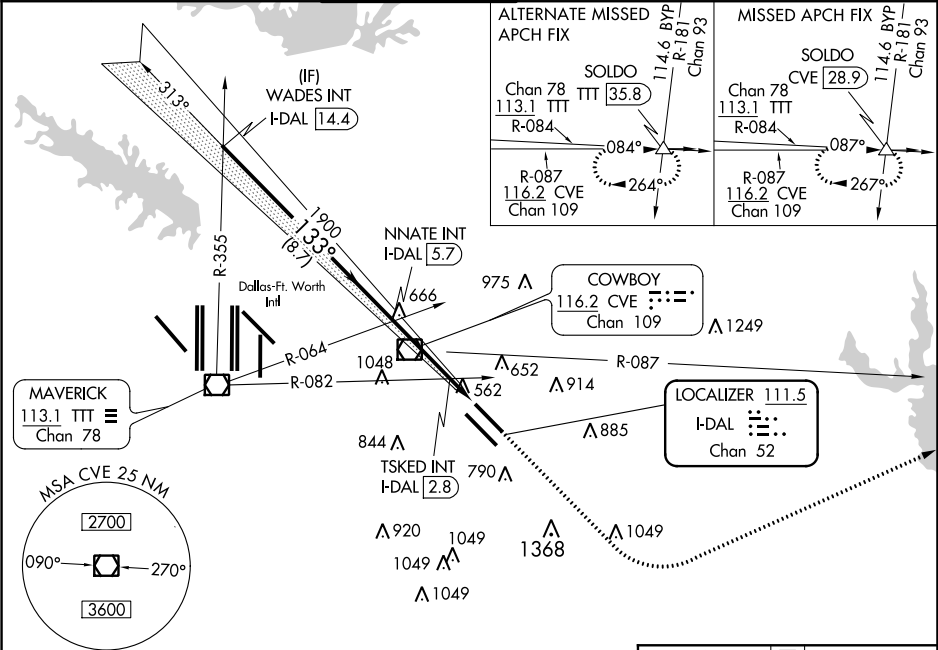 ALTERNATE MISSED
APCH FIX
SOLDO
TTT 35.8
Chan 78
113.1 TTT
R-084
084°
264°
R-087
116.2 CVE
Chan 109
114.6 BYP
R-181
Chan 93
MISSED APCH FIX
SOLDO
CVE 28.9
Chan 78
113.1 TTT
R-084
087°
267°
R-087
116.2 CVE
Chan 109
114.6 BYP
R-181
Chan 93
313°
(IF)
WADES INT
I-DAL 14.4
1900
133°
(8.7)
R-355
NNATE INT
I-DAL 5.7
Dallas-Ft. Worth
Intl
666
975
COWBOY
116.2 CVE
Chan 109
1249
R-064
1048
R-082
652
R-087
562
914
MAVERICK
113.1 TTT
Chan 78
LOCALIZER 111.5
I-DAL
Chan 52
844
885
TSKED INT
I-DAL 2.8
790
MSA CVE 25 NM
2700
090°
270°
3600
920
1049
1049
1368
1049
1049